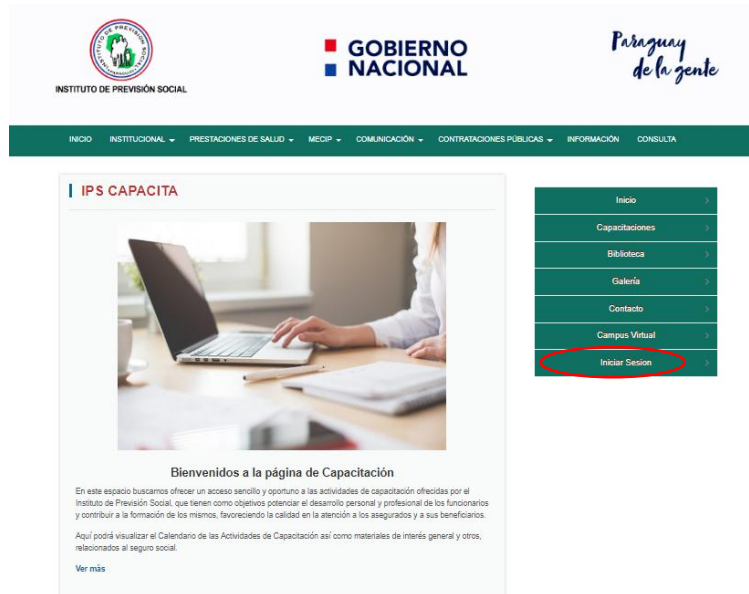 INSTITUTO DE PREVISIÓN SOCIAL
INSTITUTO DE PREVISIÓN SOCIAL
GOBIERNO
NACIONAL
Paraguay
de la gente
INICIO INSTITUCIONAL PRESTACIONES DE SALUD MECIP COMUNICACIÓN CONTRATACIONES PÚBLICAS INFORMACIÓN CONSULTA
IPS CAPACITA
Bienvenidos a la página de Capacitación
En este espacio buscamos ofrecer un acceso sencillo y oportuno a las actividades de capacitación ofrecidas por el
Instituto de Previsión Social, que tienen como objetivos potenciar el desarrollo personal y profesional de los funcionarios
y contribuir a la formación de los mismos, favoreciendo la calidad en la atención a los asegurados y a sus beneficiarios.
Aquí podrá visualizar el Calendario de las Actividades de Capacitación así como materiales de interés general y otros,
relacionados al seguro social.
Ver más
Inicio
Capacitaciones
Biblioteca
Galería
Contacto
Campus Virtual
Iniciar Sesion